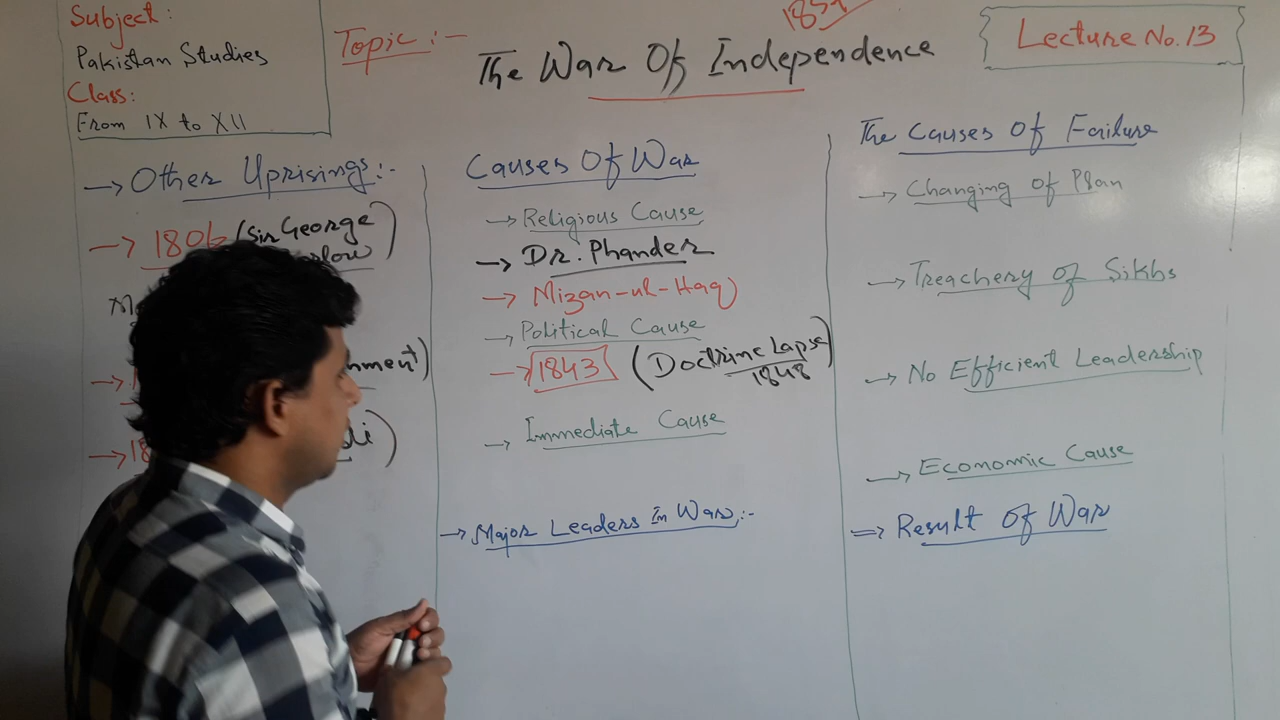 Subject:
Pakistan Studies
Class:
From IX to XII
Topic:-
1857
The War Of Independence
Lecture No. 13
→ Other Uprisings:-
→ 1806 (Sir George
→
nment)
→ 18
di)
Causes Of War
→ Religious Cause
→ Dr. Phander
→ Mizan-ul-Haq
→ Political Cause
→ 1843 (Doctrine Lapse
1848
→ Immediate Cause
→ Major Leaders In War:-
The Causes Of Failure
→ Changing of Plan
→ Treachery of Sikhs
→ No Efficient Leadership
→ Economic Cause
⇒ Result Of War